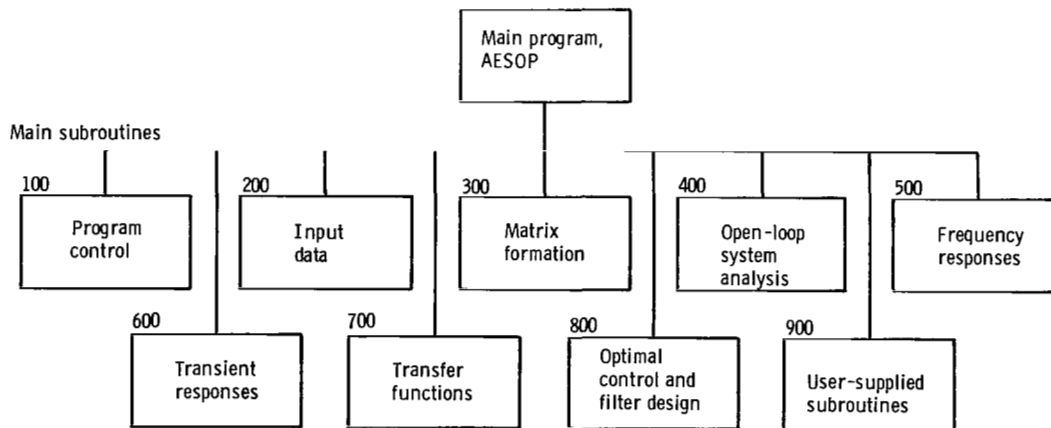 Main program,
AESOP
Main subroutines
100
Program
control
200
Input
data
300
Matrix
formation
400
Open-loop
system
analysis
500
Frequency
responses
600
Transient
responses
700
Transfer
functions
800
Optimal
control and
filter design
900
User-supplied
subroutines